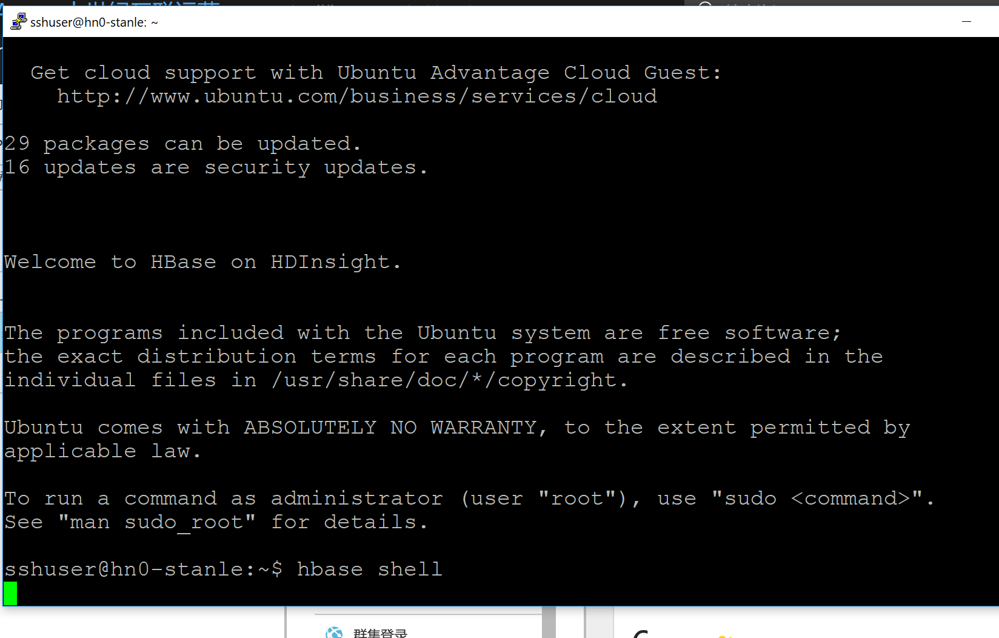 sshuser@hn0-stanle: ~
Get cloud support with Ubuntu Advantage Cloud Guest:
http://www.ubuntu.com/business/services/cloud
29 packages can be updated.
16 updates are security updates.
Welcome to HBase on HDInsight.
The programs included with the Ubuntu system are free software;
the exact distribution terms for each program are described in the
individual files in /usr/share/doc/*/copyright.
Ubuntu comes with ABSOLUTELY NO WARRANTY, to the extent permitted by
applicable law.
To run a command as administrator (user "root"), use "sudo <command>".
See "man sudo_root" for details.
sshuser@hn0-stanle:~$ hbase shell
群集登录